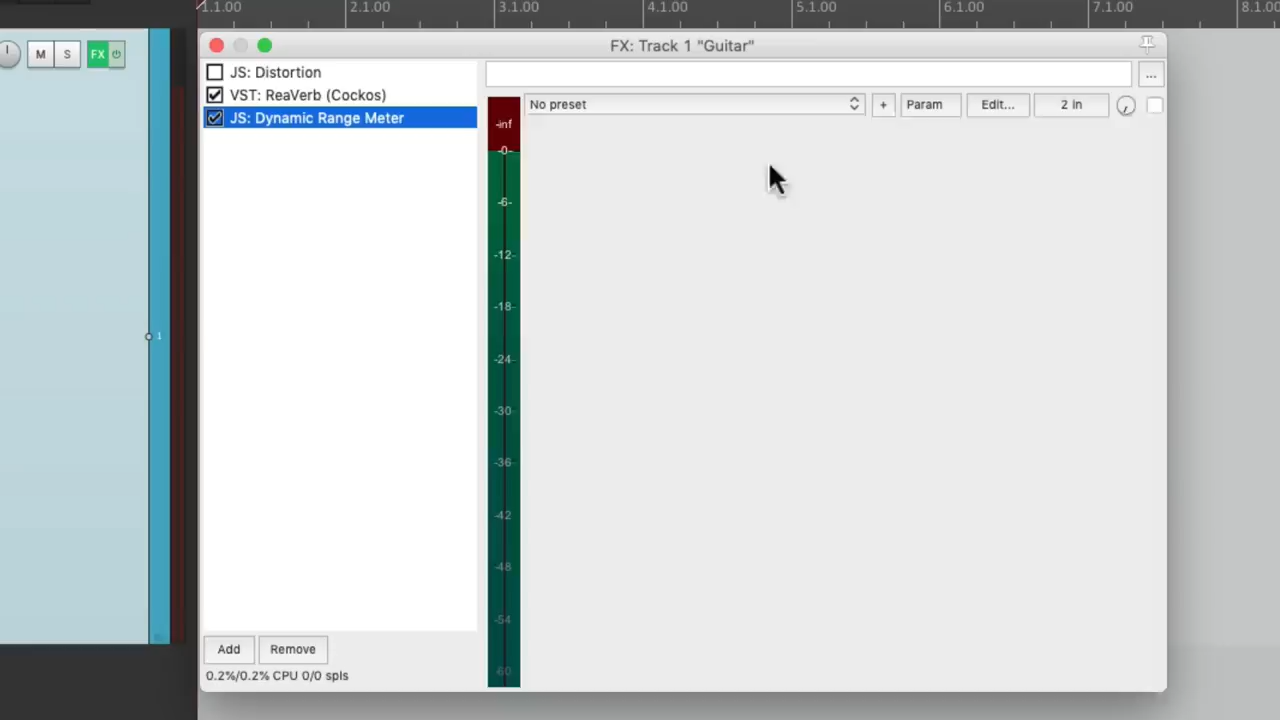 1.1.00 2.1.00 3.1.00 4.1.00 5.1.00 6.1.00 7.1.00 8.1.00
FX: Track 1 "Guitar"
M S FX
JS: Distortion
VST: ReaVerb (Cockos)
JS: Dynamic Range Meter
...
No preset + Param Edit... 2 in
-inf
-0-
-6-
-12-
-18-
-24-
-30-
-36-
-42-
-48-
-54-
-60-
1
Add Remove
0.2%/0.2% CPU 0/0 spls